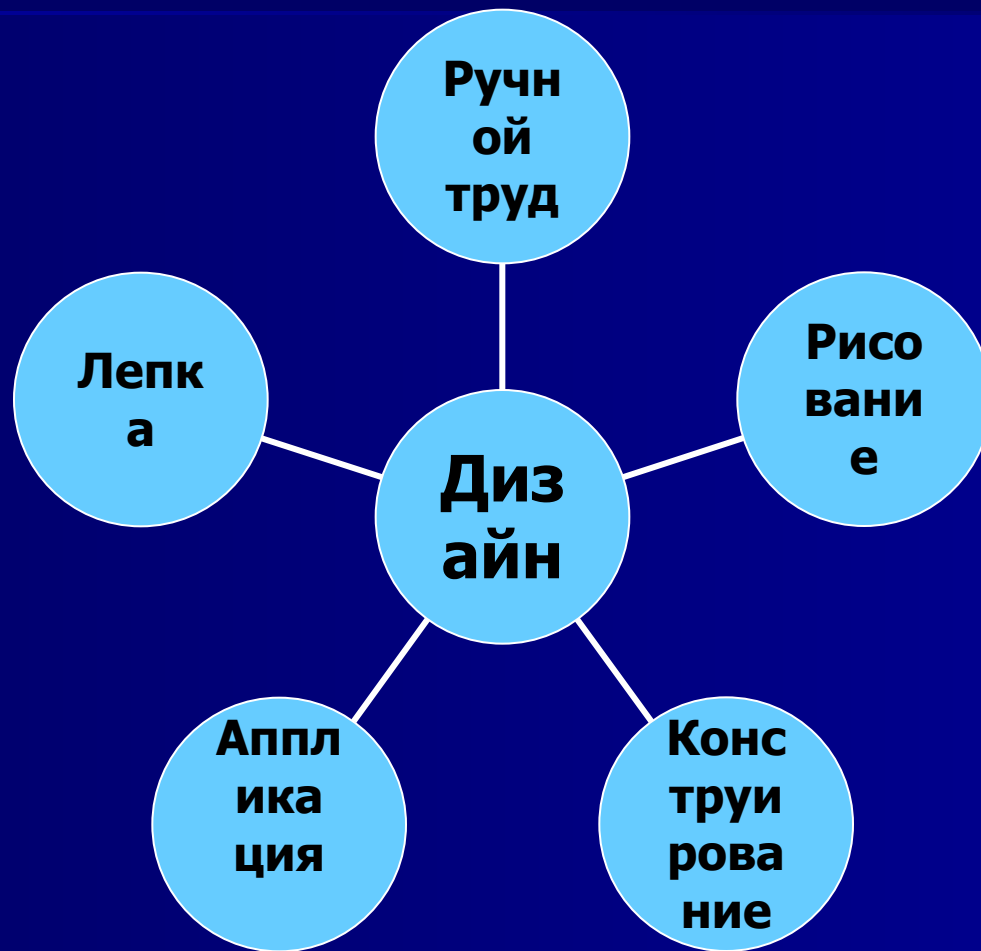 Ручн
ой
труд
Рисо
вани
е
Лепк
а
Диз
айн
Аппл
ика
ция
Конс
труи
рова
ние